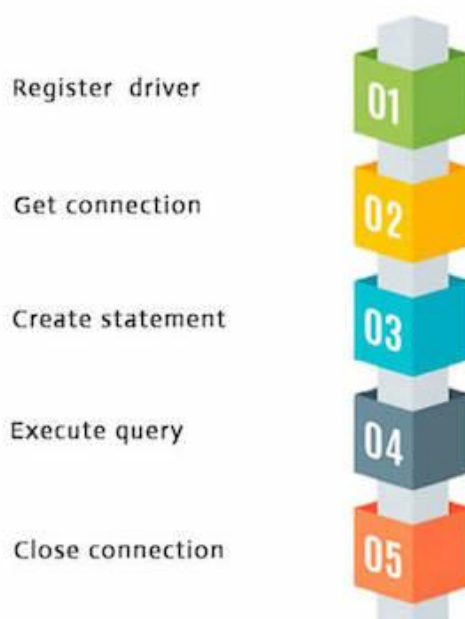 Register driver
01
Get connection
02
Create statement
03
Execute query
04
Close connection
05